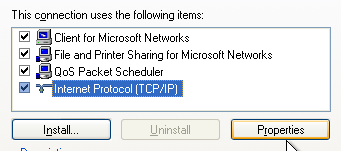 This connection uses the following items:
Client for Microsoft Networks
File and Printer Sharing for Microsoft Networks
QoS Packet Scheduler
Internet Protocol (TCP/IP)
Install... Uninstall Properties
Description